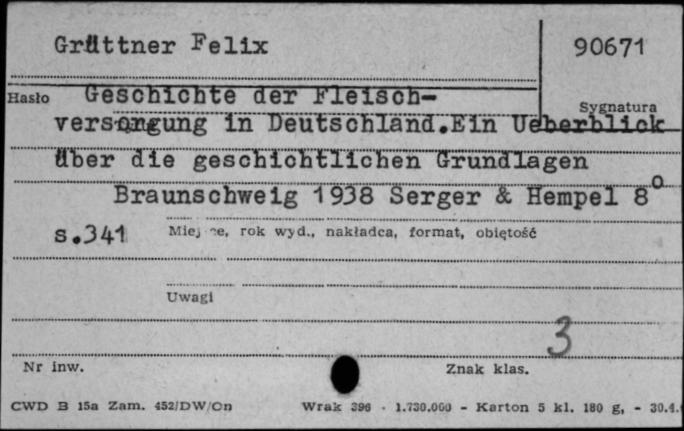 Grüttner Felix
90671
Hasło Geschichte der Fleisch-
Sygnatura
versorgung in Deutschland.Ein Ueberblick
über die geschichtlichen Grundlagen
Braunschweig 1938 Serger & Hempel 8°
s.341 Miejsce, rok wyd., nakładca, format, obiętość
Uwagi
3
Nr inw. Znak klas.
CWD B 15a Zam. 452/DW/On Wrak 396 · 1.730.000 - Karton 5 kl. 180 g, - 30.4.